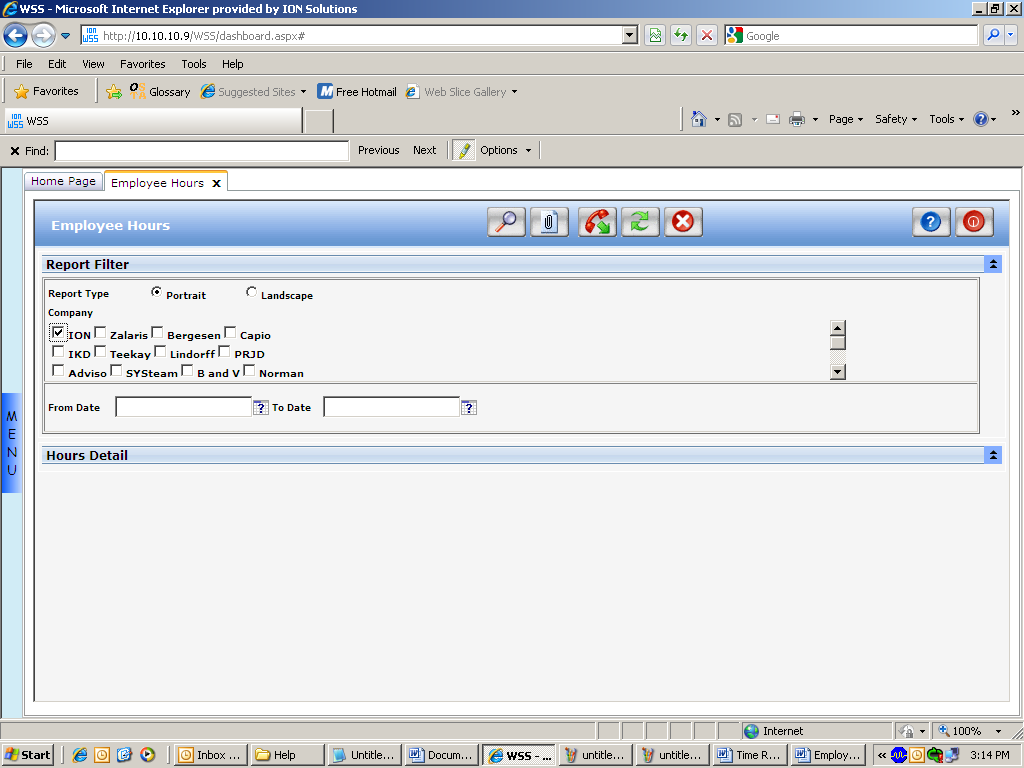 WSS - Microsoft Internet Explorer provided by ION Solutions
ION WSS http://10.10.10.9/WSS/dashboard.aspx# Google
File Edit View Favorites Tools Help
Favorites Glossary Suggested Sites Free Hotmail Web Slice Gallery
ION WSS WSS Page Safety Tools »
x Find: Previous Next Options
Home Page Employee Hours x
Employee Hours
Report Filter
Report Type Portrait Landscape
Company
ION Zalaris Bergesen Capio
IKD Teekay Lindorff PRJD
Adviso SYSteam B and V Norman
From Date ? To Date ?
MENU
Hours Detail
Internet 100%
Start Inbox ... Help Untitle... Docum... WSS - ... untitle... untitle... Time R... Employ... « 3:14 PM